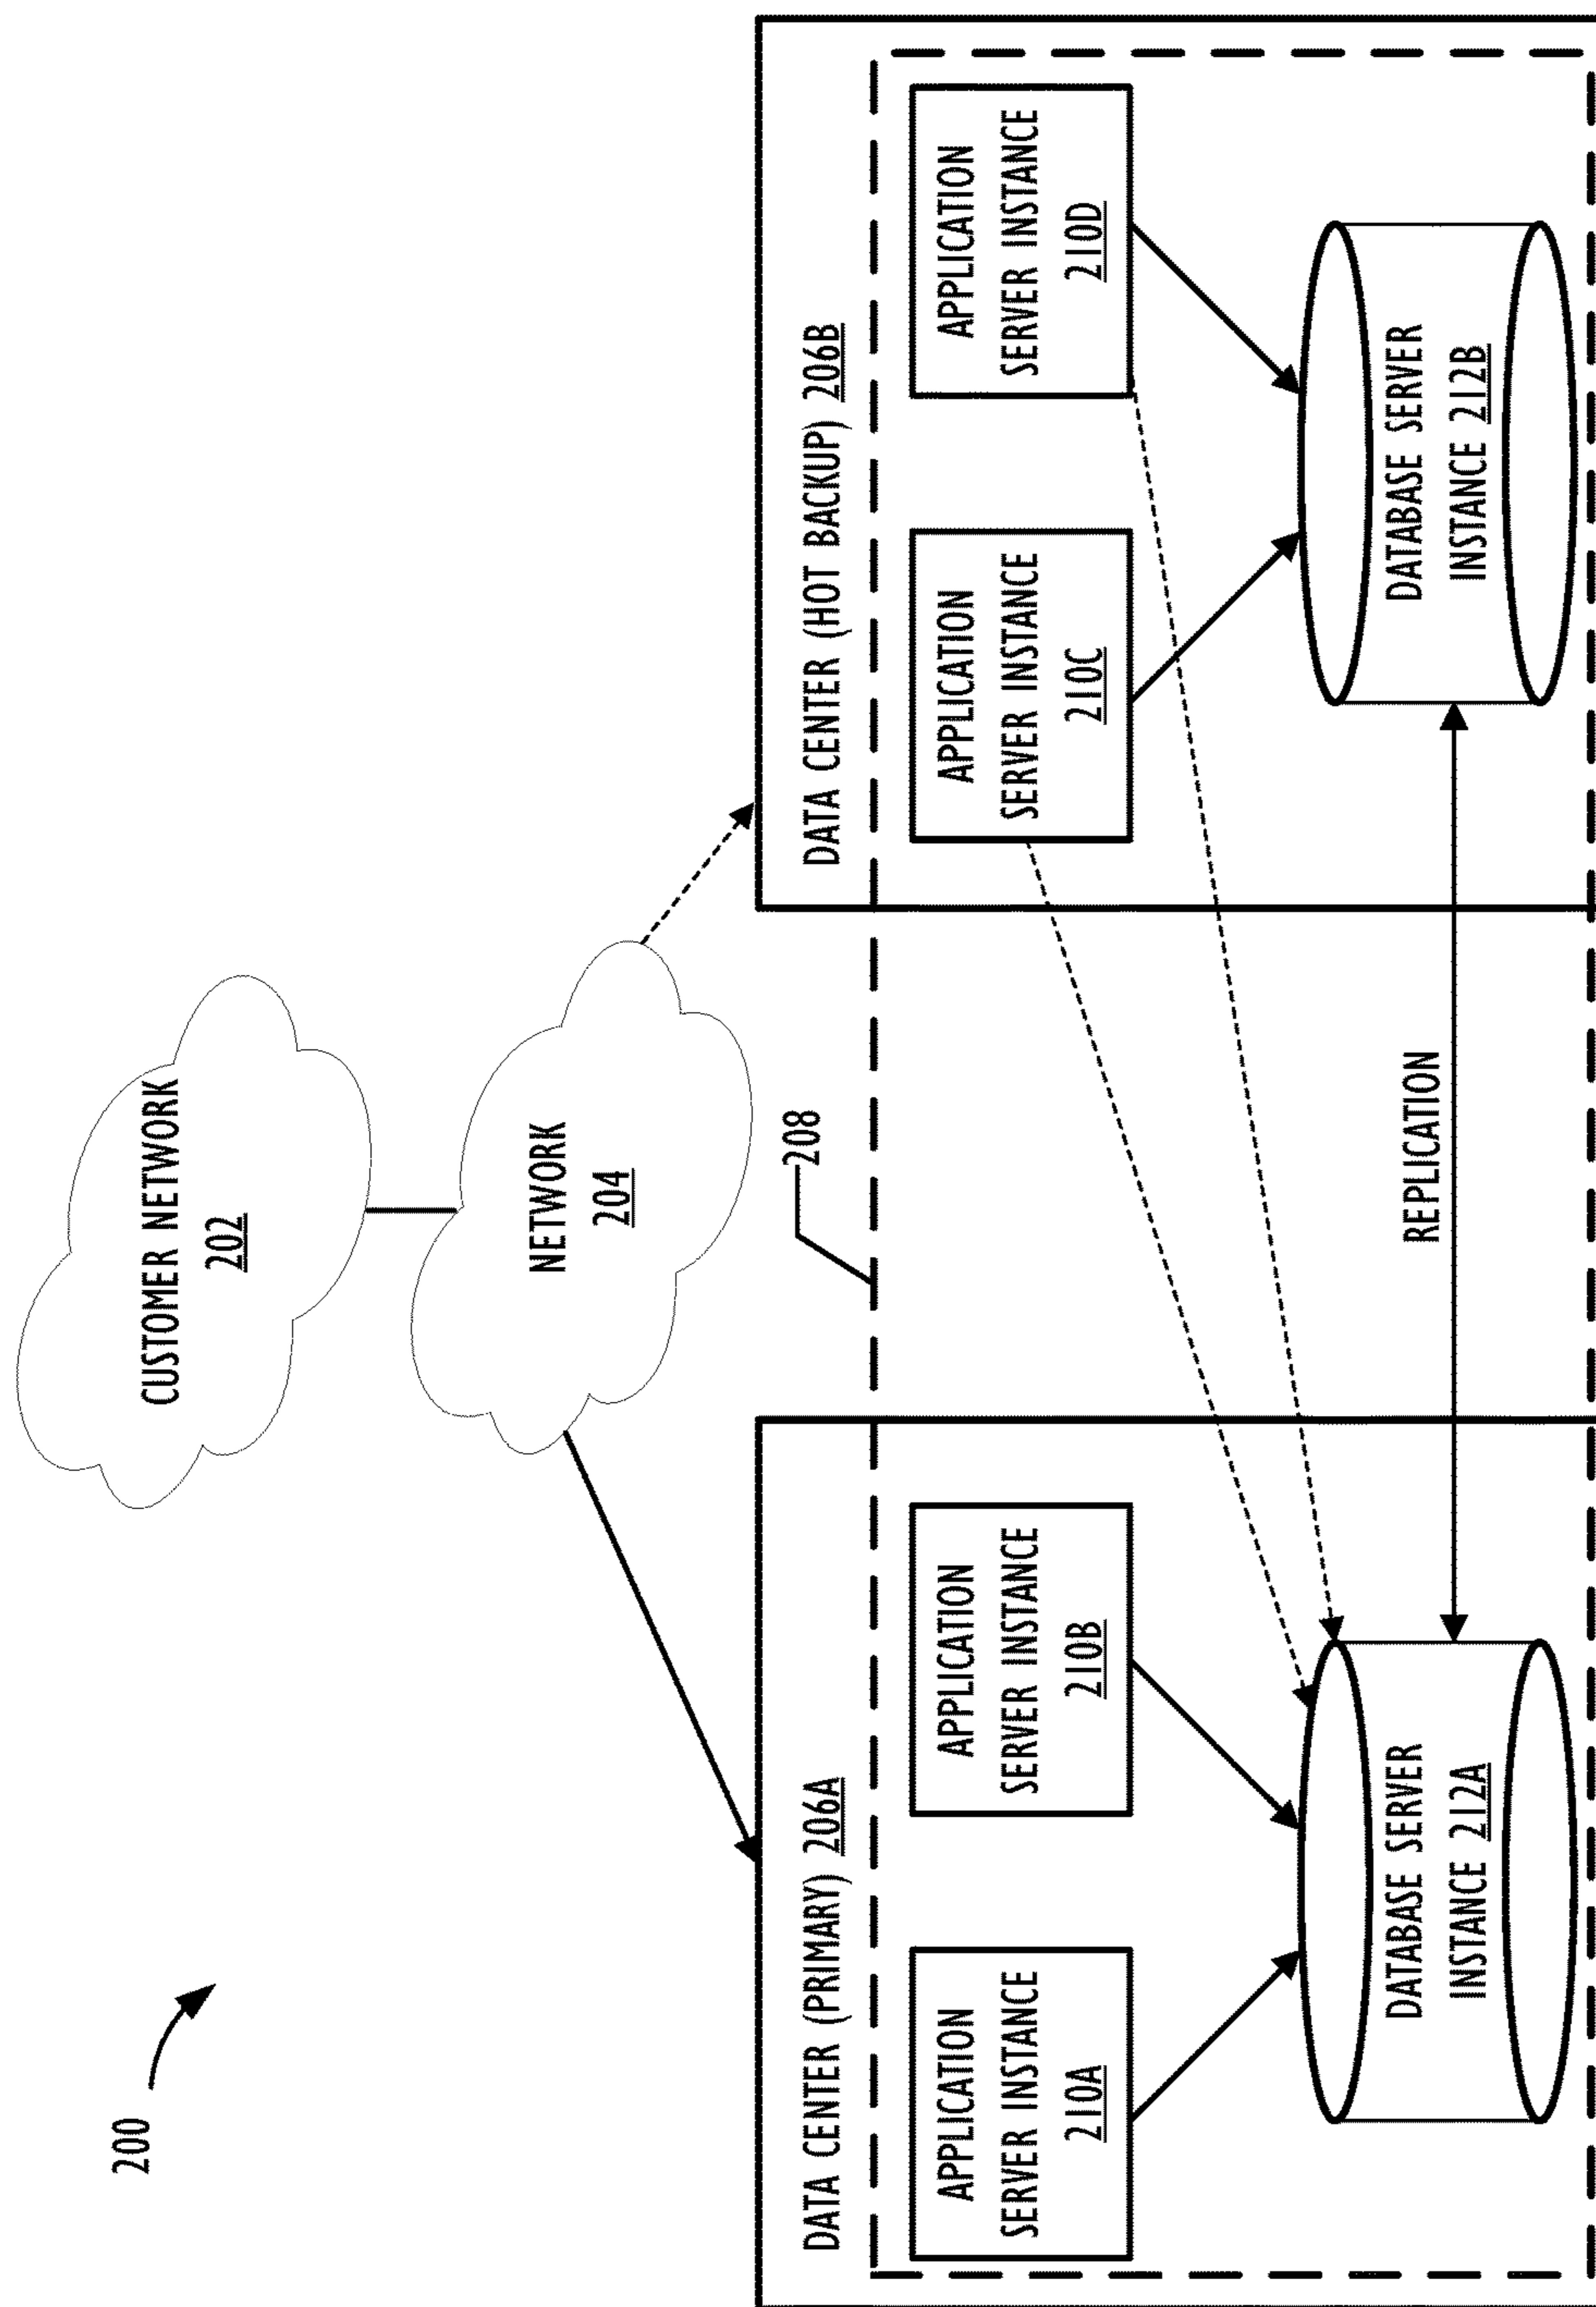 200
CUSTOMER NETWORK
202
NETWORK
204
208
DATA CENTER (PRIMARY) 206A
APPLICATION
SERVER INSTANCE
210A
APPLICATION
SERVER INSTANCE
210B
DATABASE SERVER
INSTANCE 212A
REPLICATION
DATA CENTER (HOT BACKUP) 206B
APPLICATION
SERVER INSTANCE
210C
APPLICATION
SERVER INSTANCE
210D
DATABASE SERVER
INSTANCE 212B